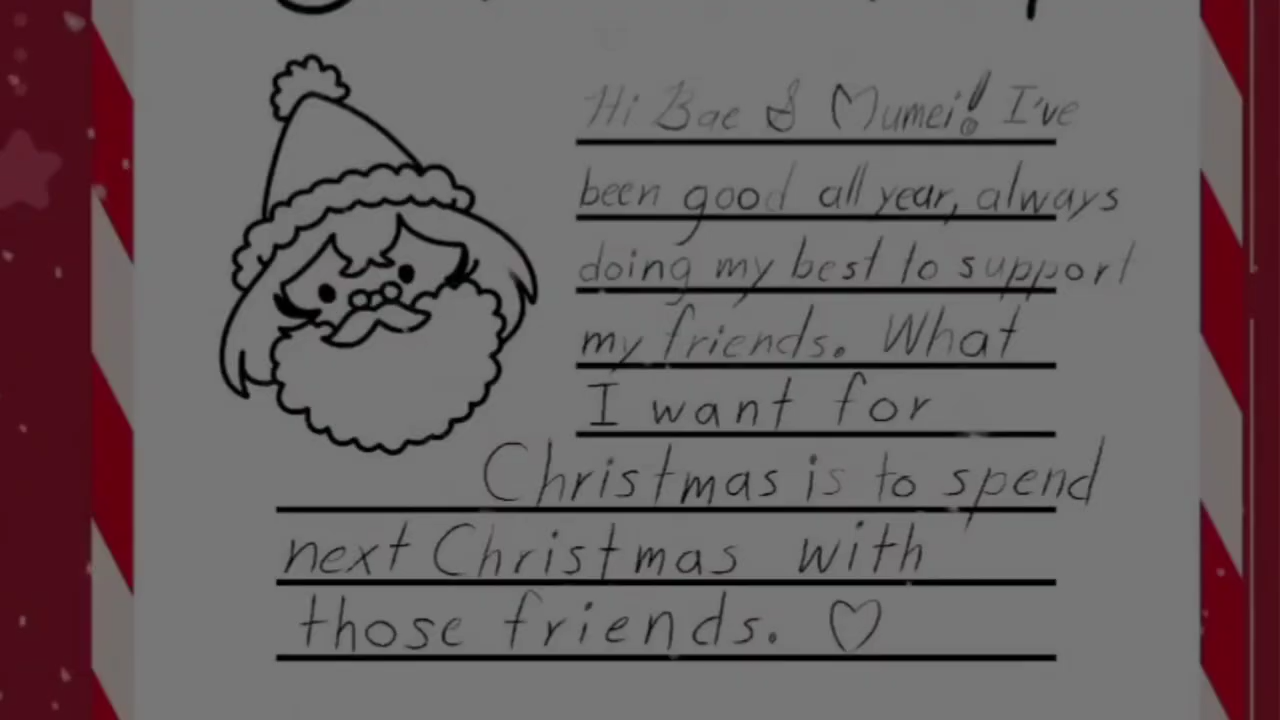 Hi Bae & Mumei! I've
been good all year, always
doing my best to support
my friends. What
I want for
Christmas is to spend
next Christmas with
those friends. ♡